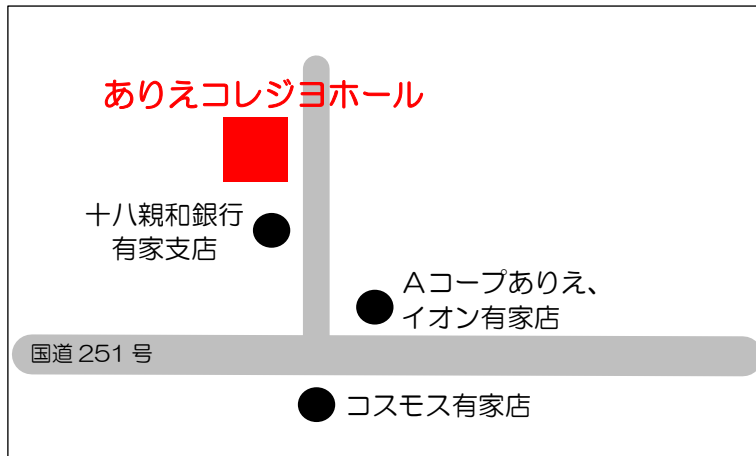 ありえコレジヨホール
十八親和銀行
有家支店
Aコープありえ、
イオン有家店
国道 251 号
コスモス有家店